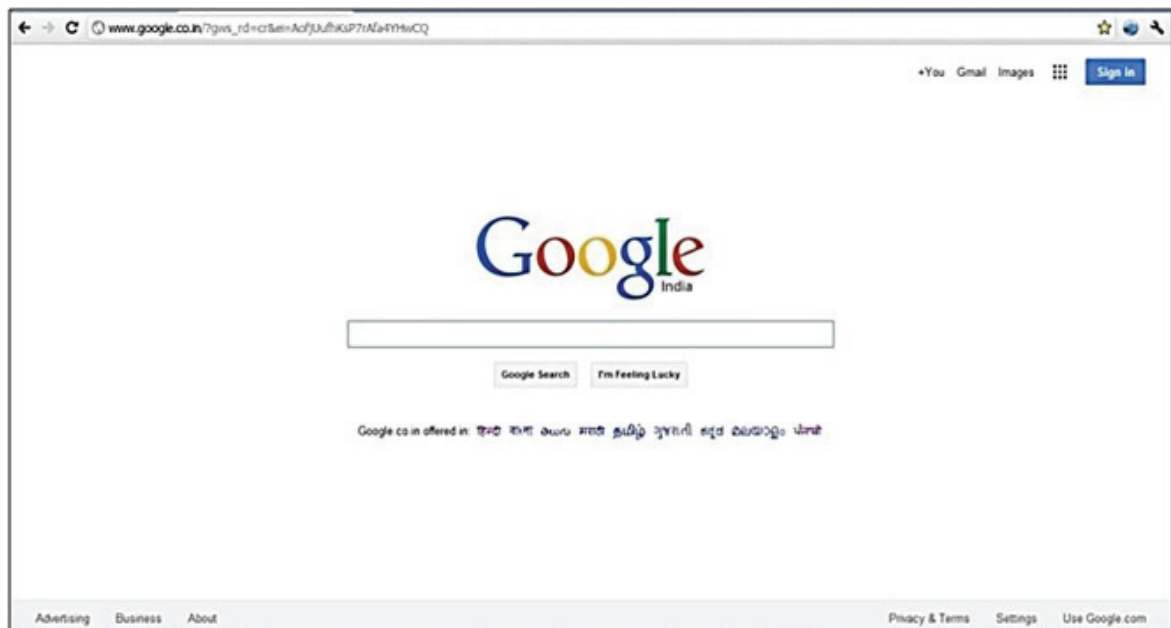 www.google.co.in/?gws_rd=cr&ei=AofJUufhKsP7rAfa4YHwCQ
+You Gmail Images Sign in
Google
India
Google Search I'm Feeling Lucky
Google.co.in offered in: हिन्दी বাংলা తెలుగు मराठी தமிழ் ગુજરાતી ಕನ್ನಡ മലയാളം ਪੰਜਾਬੀ
Advertising Business About Privacy & Terms Settings Use Google.com